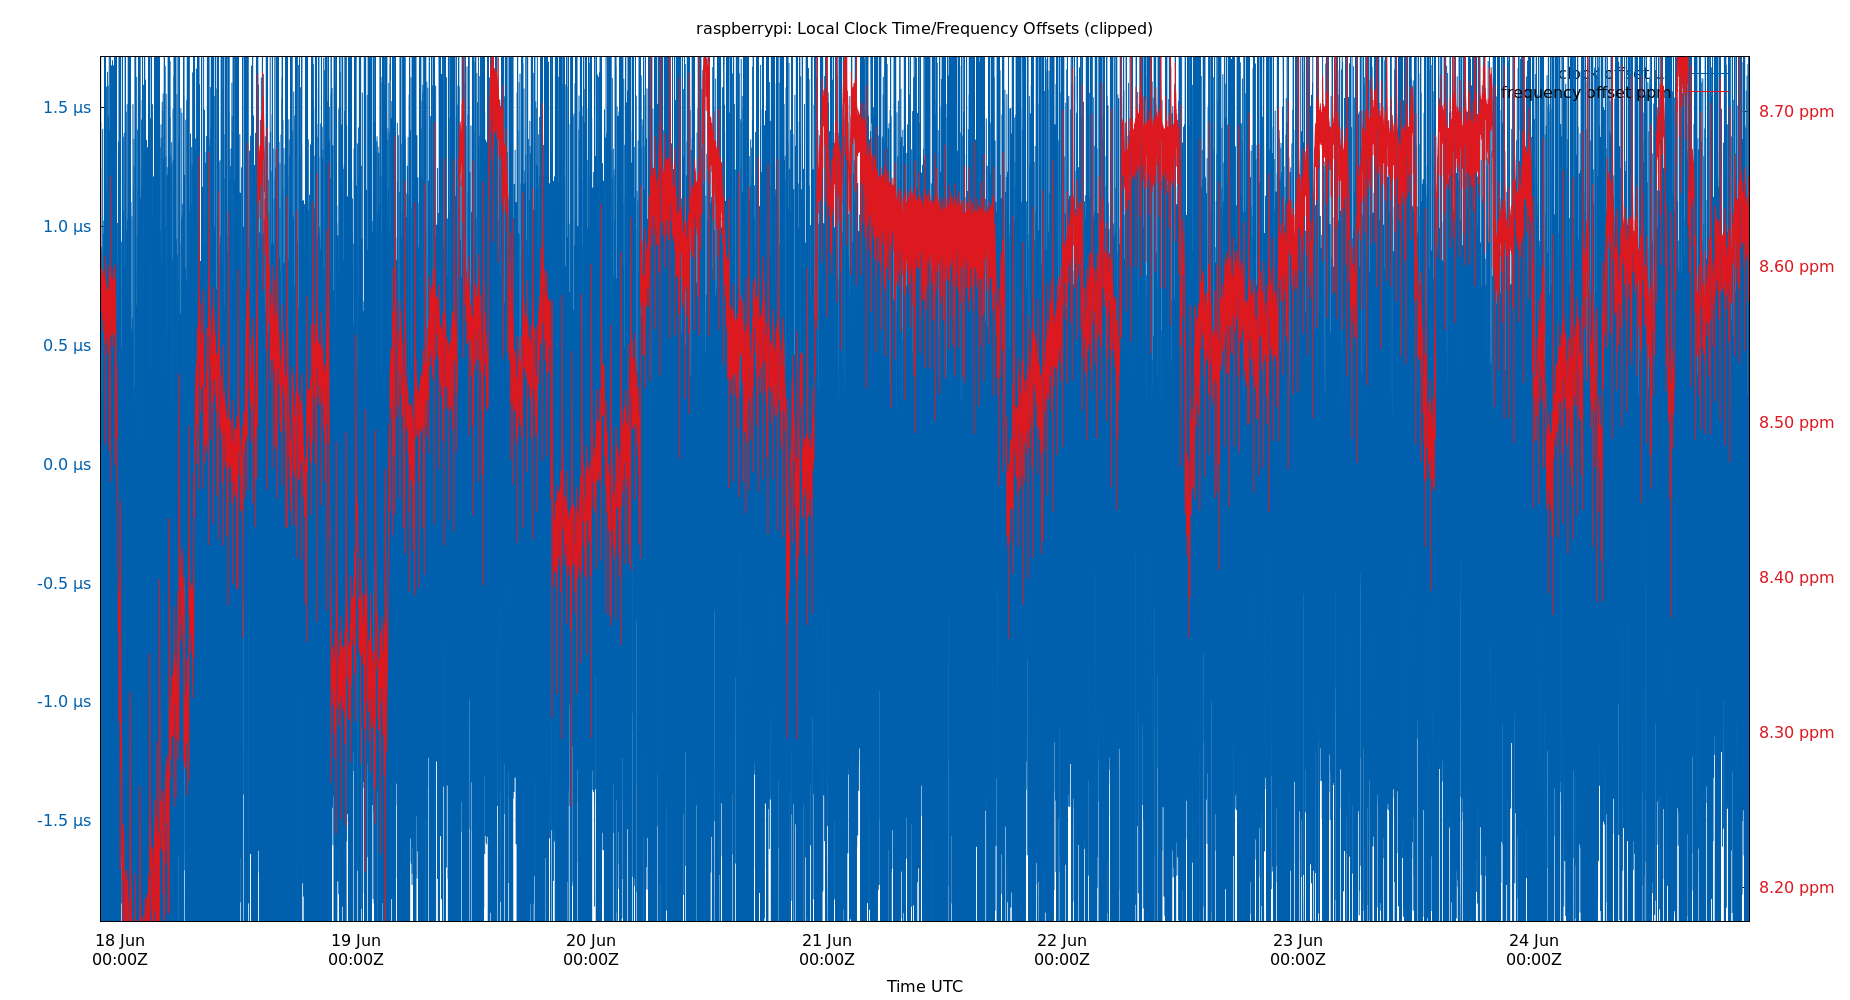 raspberrypi: Local Clock Time/Frequency Offsets (clipped)
clock offset
frequency offset ppm
1.5 µs
1.0 µs
0.5 µs
0.0 µs
-0.5 µs
-1.0 µs
-1.5 µs
8.70 ppm
8.60 ppm
8.50 ppm
8.40 ppm
8.30 ppm
8.20 ppm
18 Jun 19 Jun 20 Jun 21 Jun 22 Jun 23 Jun 24 Jun
00:00Z 00:00Z 00:00Z 00:00Z 00:00Z 00:00Z 00:00Z
Time UTC